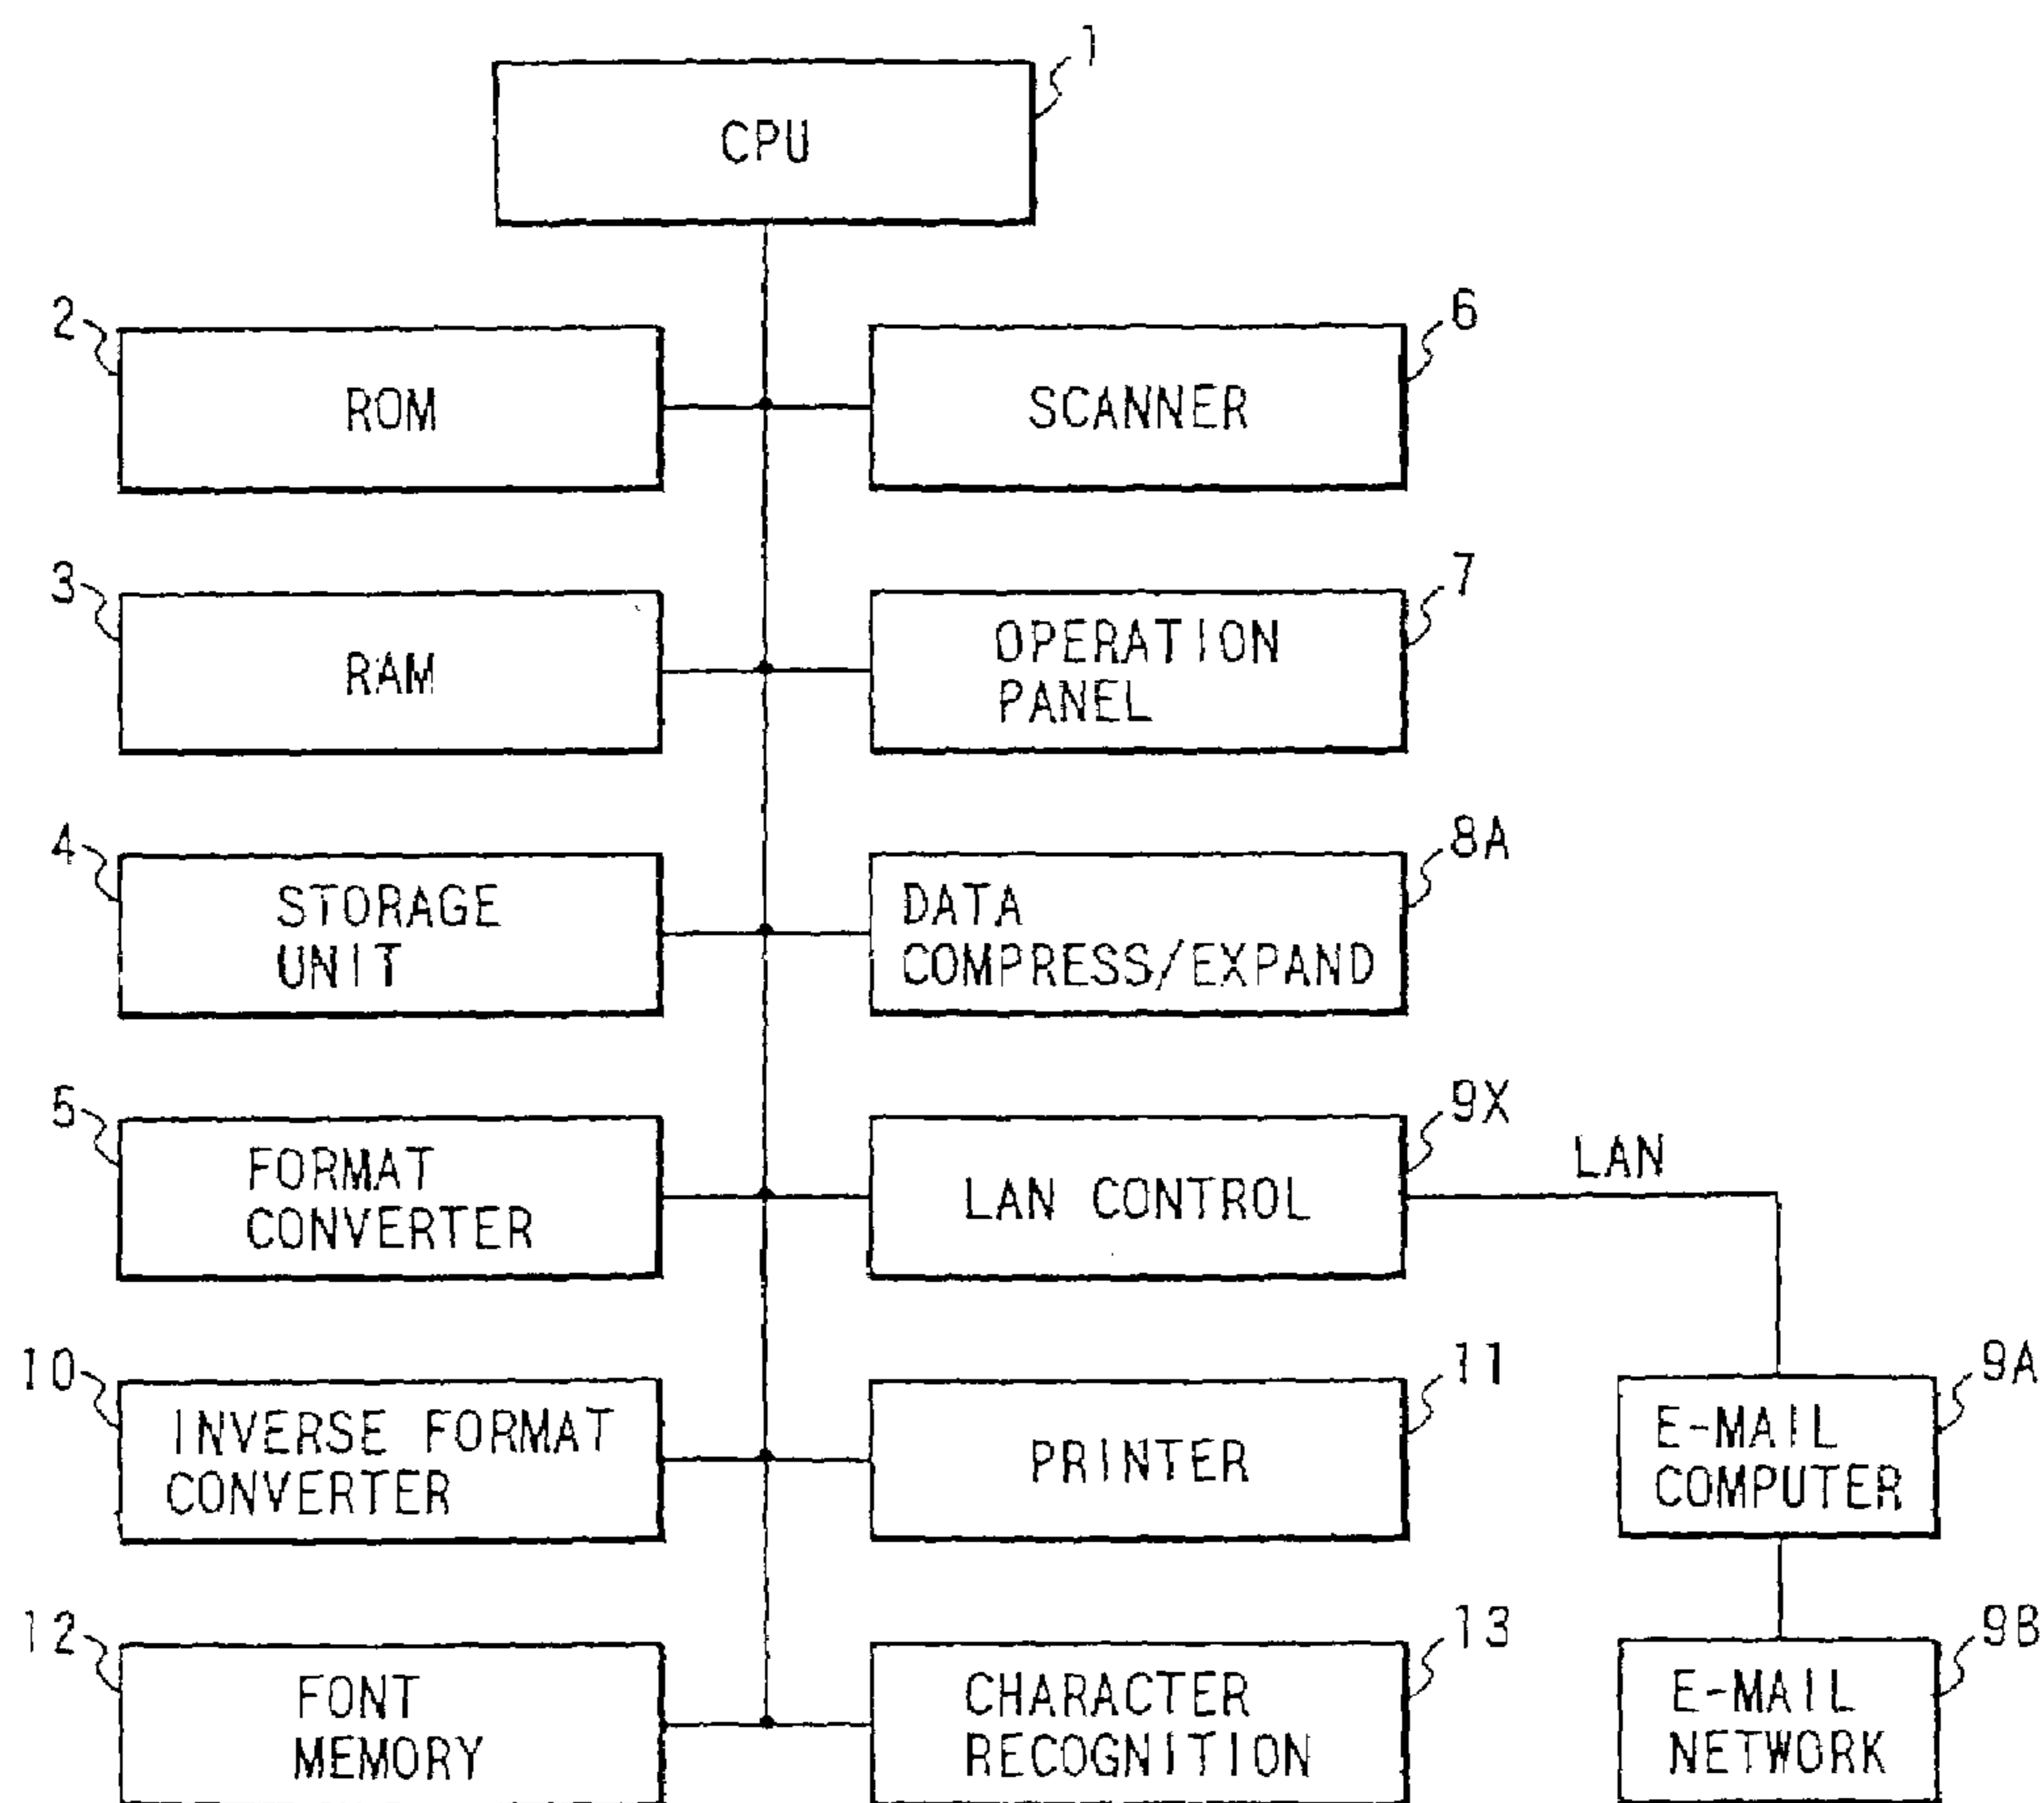 1
CPU
2
ROM
6
SCANNER
3
RAM
7
OPERATION
PANEL
4
STORAGE
UNIT
8A
DATA
COMPRESS/EXPAND
5
FORMAT
CONVERTER
9X
LAN CONTROL
LAN
10
INVERSE FORMAT
CONVERTER
11
PRINTER
9A
E-MAIL
COMPUTER
12
FONT
MEMORY
13
CHARACTER
RECOGNITION
9B
E-MAIL
NETWORK